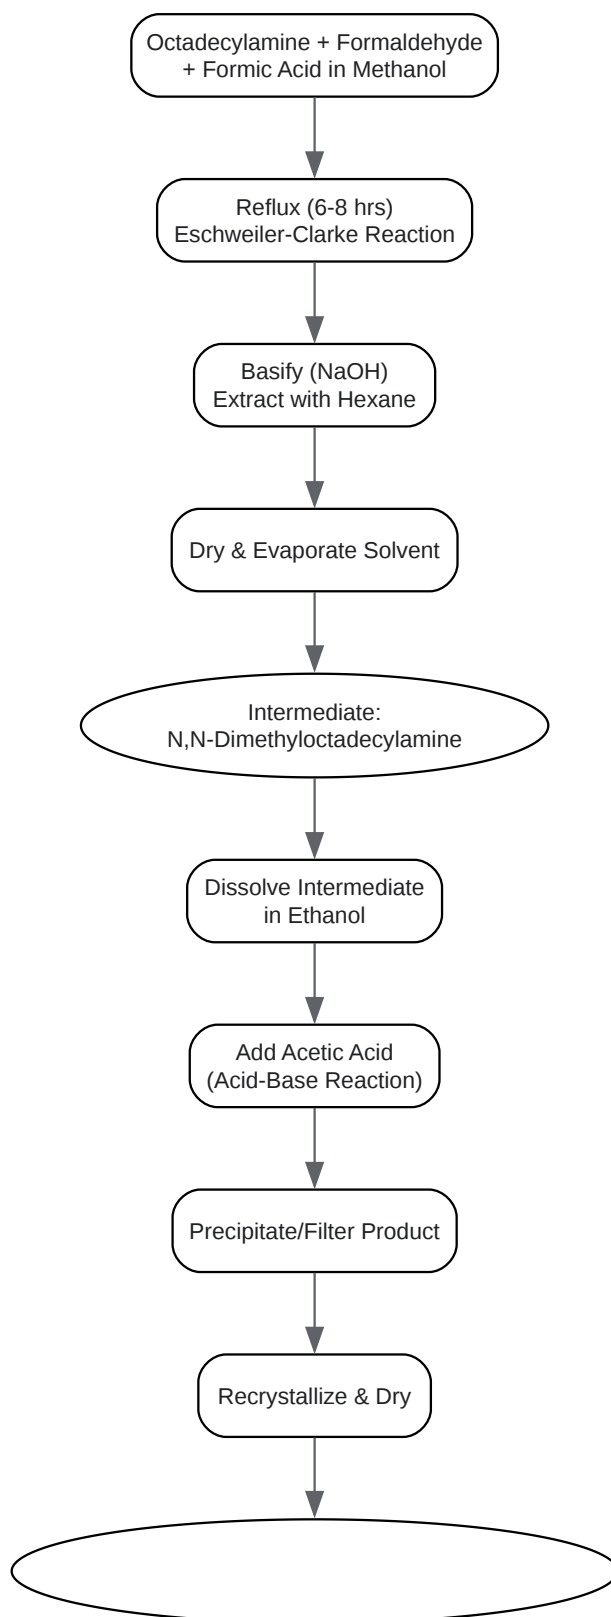 Octadecylamine + Formaldehyde
+ Formic Acid in Methanol
Reflux (6-8 hrs)
Eschweiler-Clarke Reaction
Basify (NaOH)
Extract with Hexane
Dry & Evaporate Solvent
Intermediate:
N,N-Dimethyloctadecylamine
Dissolve Intermediate
in Ethanol
Add Acetic Acid
(Acid-Base Reaction)
Precipitate/Filter Product
Recrystallize & Dry